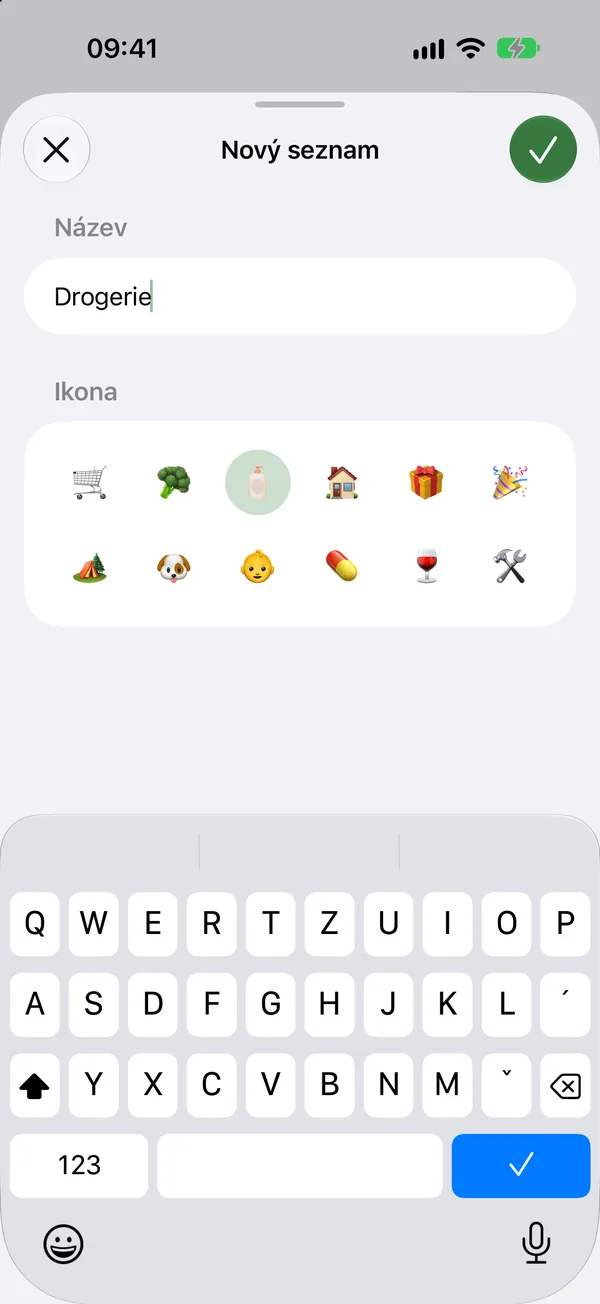 09:41
Nový seznam
Název
Drogerie
Ikona
Q W E R T Z U I O P
A S D F G H J K L ´
Y X C V B N M ˇ
123